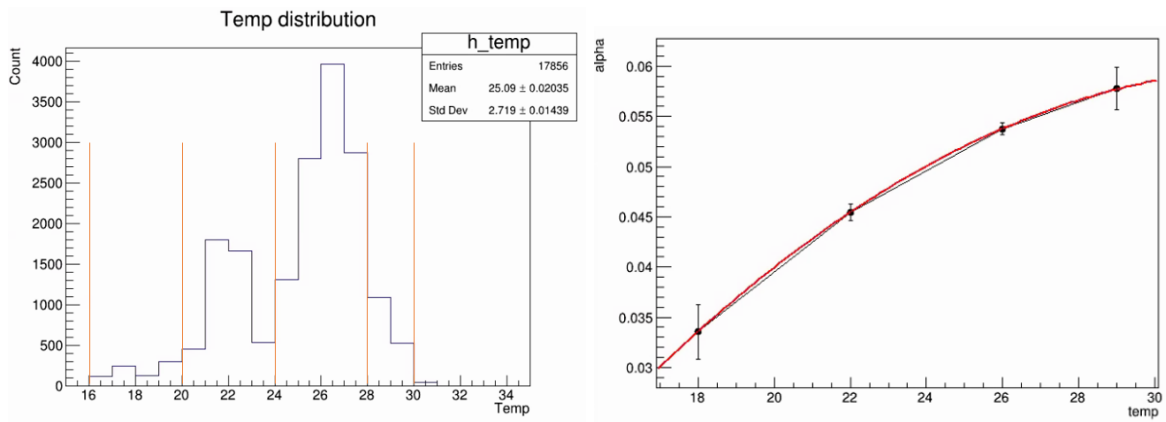 Temp distribution
h_temp
Entries 17856
Mean 25.09 ± 0.02035
Std Dev 2.719 ± 0.01439
Count
4000
3500
3000
2500
2000
1500
1000
500
0
16 18 20 22 24 26 28 30 32 34
Temp
alpha
0.06
0.055
0.05
0.045
0.04
0.035
0.03
18 20 22 24 26 28 30
temp